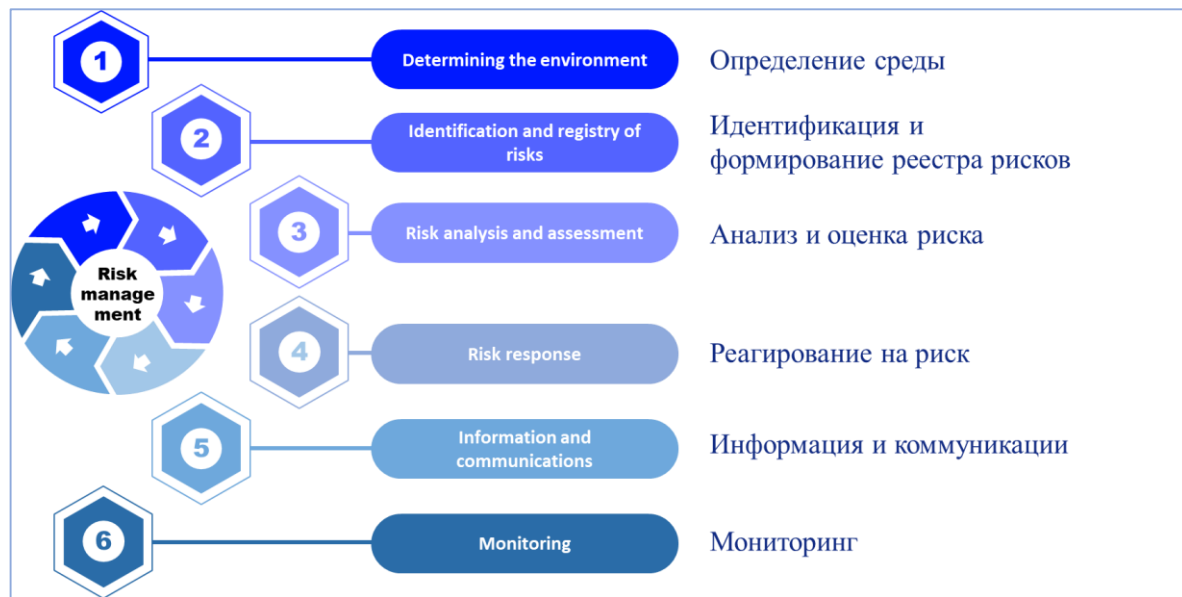 1
Determining the environment
Определение среды
2
Identification and registry of
risks
Идентификация и
формирование реестра рисков
3
Risk analysis and assessment
Анализ и оценка риска
Risk
manage
ment
4
Risk response
Реагирование на риск
5
Information and
communications
Информация и коммуникации
6
Monitoring
Мониторинг